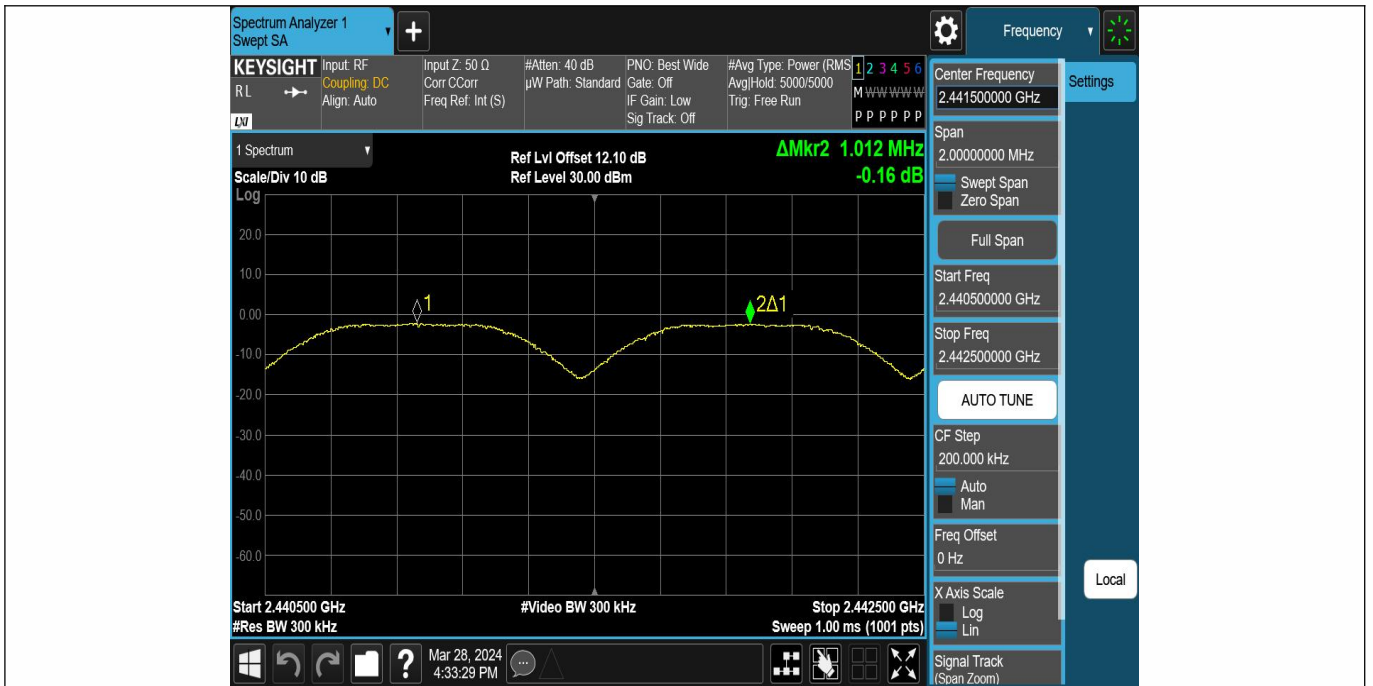 Spectrum Analyzer 1
Swept SA
+
Frequency
KEYSIGHT
RL
LXI
Input: RF
Coupling: DC
Align: Auto
Input Z: 50 Ω
Corr CCorr
Freq Ref: Int (S)
#Atten: 40 dB
µW Path: Standard
PNO: Best Wide
Gate: Off
IF Gain: Low
Sig Track: Off
#Avg Type: Power (RMS
Avg|Hold: 5000/5000
Trig: Free Run
1 2 3 4 5 6
M W W W W W
P P P P P P
1 Spectrum
Scale/Div 10 dB
Log
Ref Lvl Offset 12.10 dB
Ref Level 30.00 dBm
ΔMkr2 1.012 MHz
-0.16 dB
20.0
10.0
0.00
-10.0
-20.0
-30.0
-40.0
-50.0
-60.0
1
2Δ1
Start 2.440500 GHz
#Res BW 300 kHz
#Video BW 300 kHz
Stop 2.442500 GHz
Sweep 1.00 ms (1001 pts)
Center Frequency
2.441500000 GHz
Settings
Span
2.00000000 MHz
Swept Span
Zero Span
Full Span
Start Freq
2.440500000 GHz
Stop Freq
2.442500000 GHz
AUTO TUNE
CF Step
200.000 kHz
Auto
Man
Freq Offset
0 Hz
X Axis Scale
Log
Lin
Local
Signal Track
(Span Zoom)
?
Mar 28, 2024
4:33:29 PM